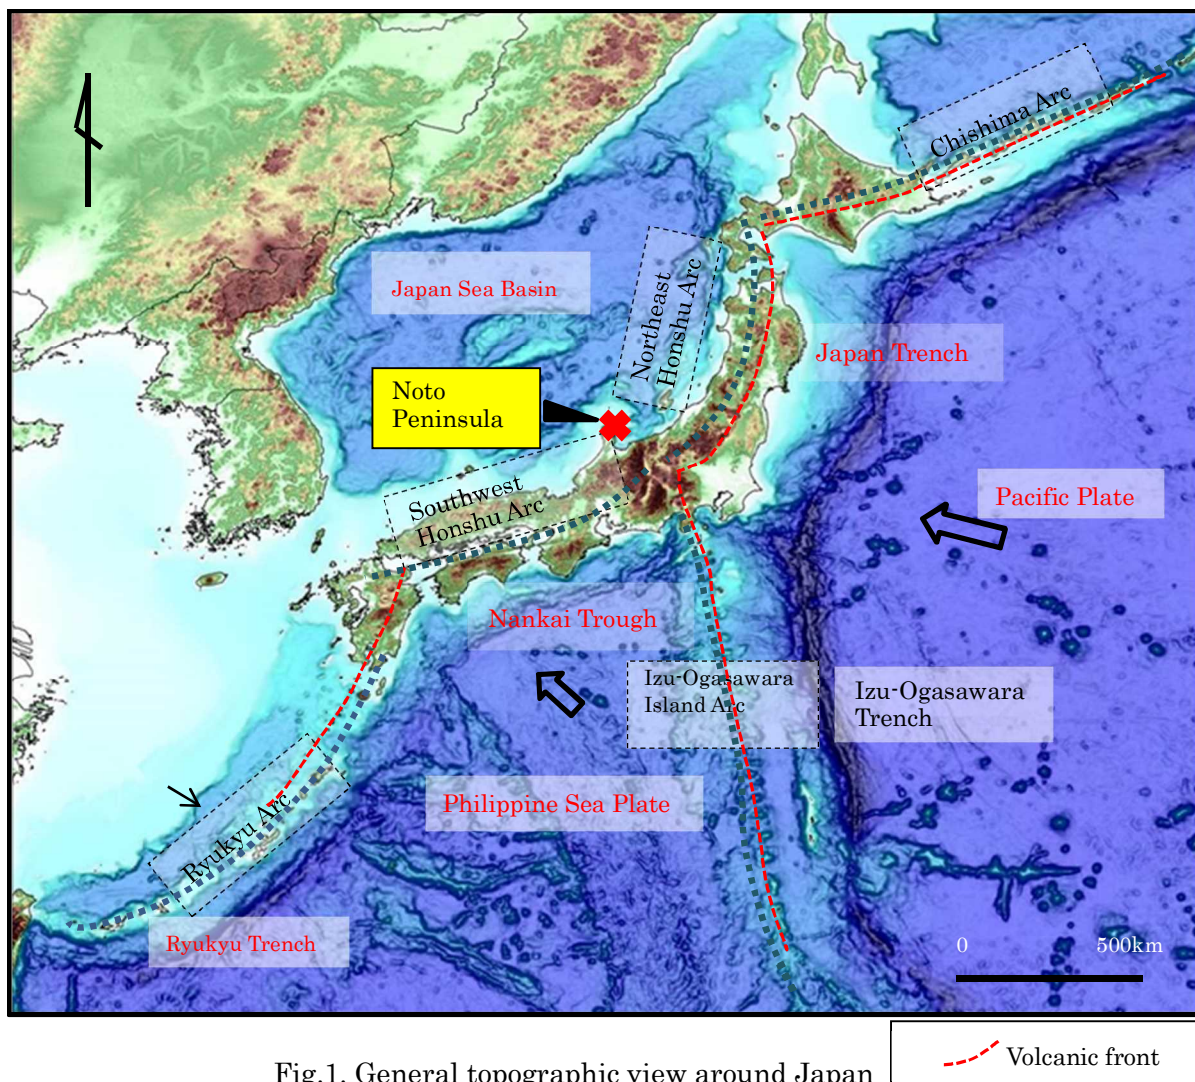 Chishima Arc
Japan Sea Basin
Northeast
Honshu Arc
Japan Trench
Noto
Peninsula
Southwest
Honshu Arc
Pacific Plate
Nankai Trough
Izu-Ogasawara
Island Arc
Izu-Ogasawara
Trench
Philippine Sea Plate
Ryukyu Arc
Ryukyu Trench
0 500km
Fig.1. General topographic view around Japan
Volcanic front